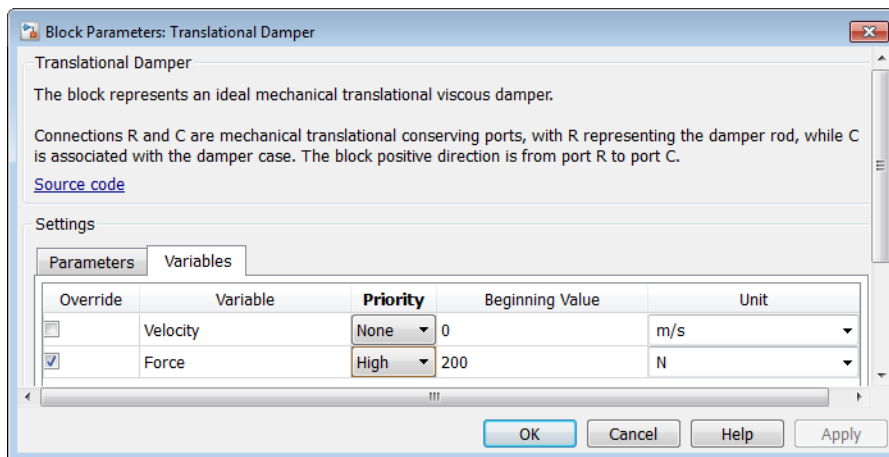 Block Parameters: Translational Damper
Translational Damper
The block represents an ideal mechanical translational viscous damper.
Connections R and C are mechanical translational conserving ports, with R representing the damper rod, while C
is associated with the damper case. The block positive direction is from port R to port C.
Source code
Settings
Parameters Variables
Override Variable Priority Beginning Value Unit
Velocity None 0 m/s
Force High 200 N
OK Cancel Help Apply